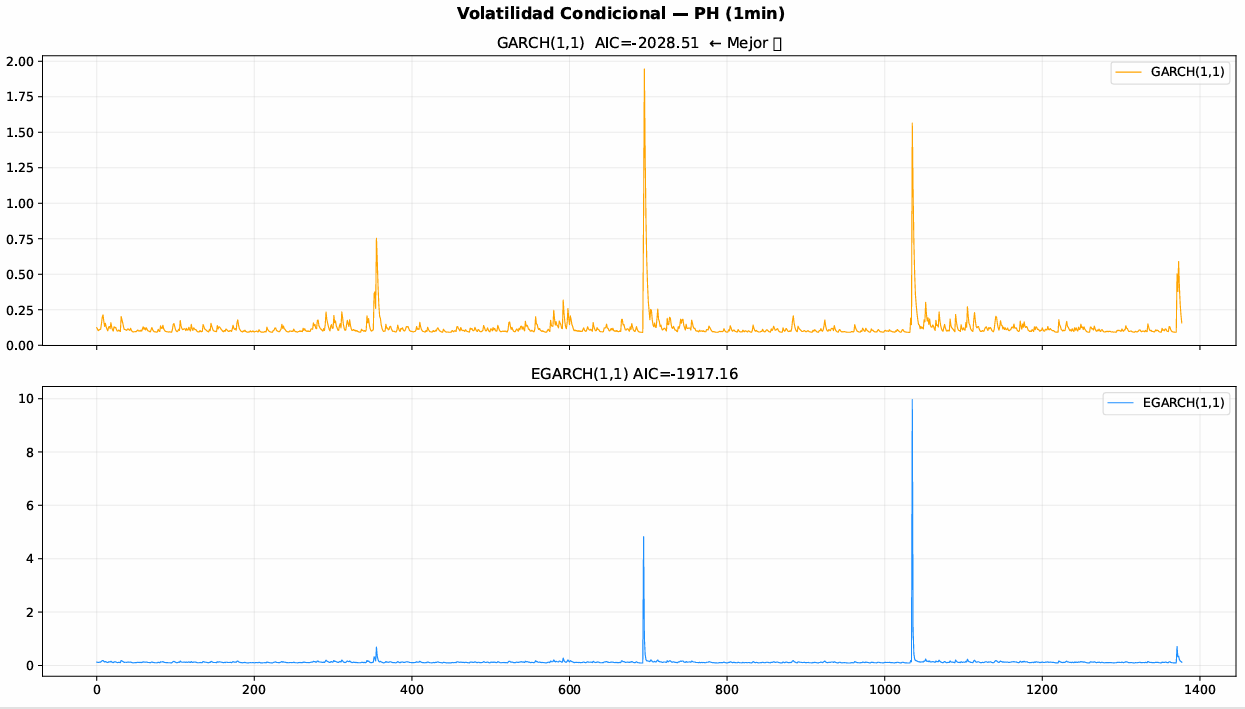 Volatilidad Condicional — PH (1min)
GARCH(1,1) AIC=-2028.51 ← Mejor
GARCH(1,1)
2.00
1.75
1.50
1.25
1.00
0.75
0.50
0.25
0.00
EGARCH(1,1) AIC=-1917.16
EGARCH(1,1)
10
8
6
4
2
0
0 200 400 600 800 1000 1200 1400